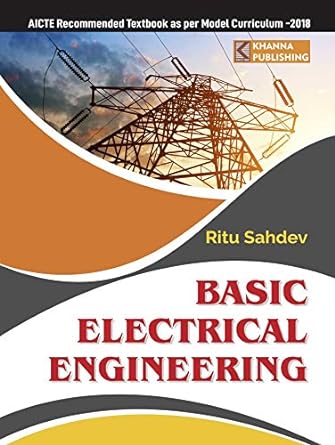 AICTE Recommended Textbook as per Model Curriculum -2018
KHANNA
PUBLISHING
Ritu Sahdev
BASIC
ELECTRICAL
ENGINEERING